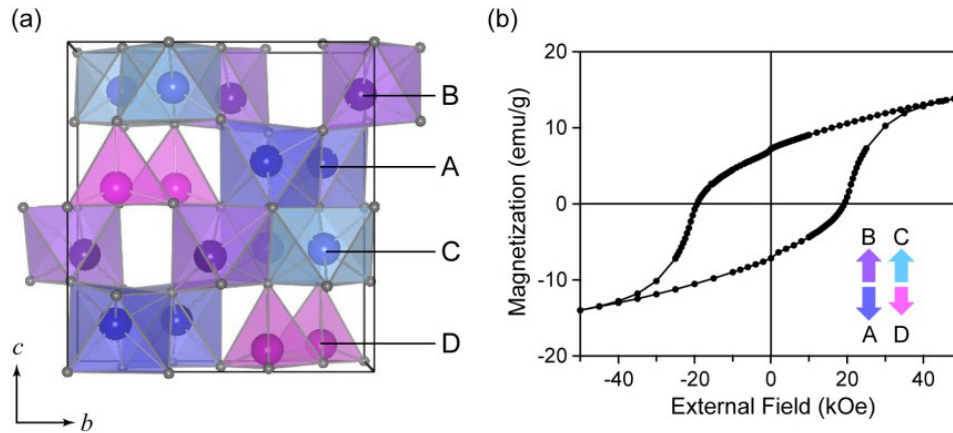 (a)
B
A
C
D
c
b
(b)
Magnetization (emu/g)
20
10
0
-10
-20
-40
-20
0
20
40
External Field (kOe)
B C
A D